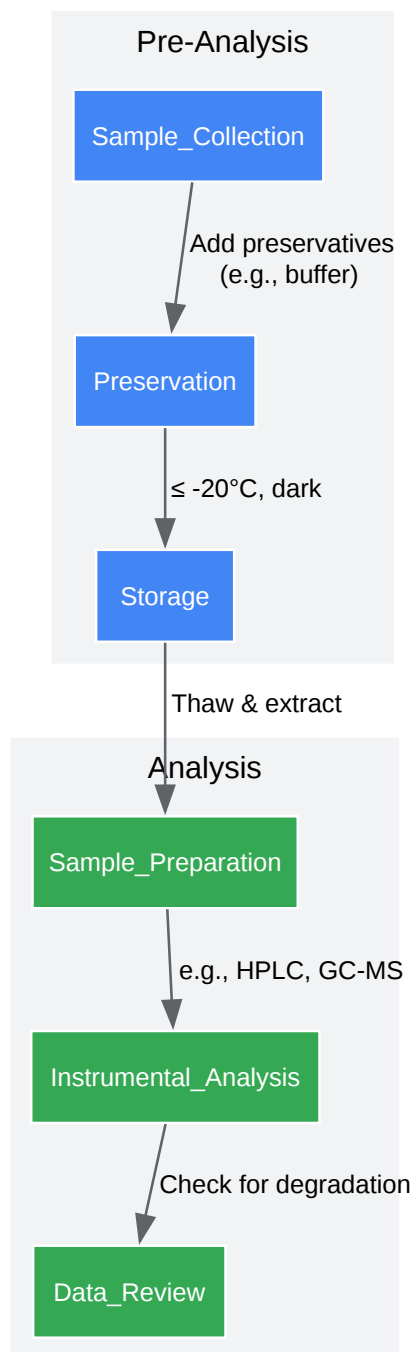 Pre-Analysis
Sample_Collection
Add preservatives
(e.g., buffer)
Preservation
≤ -20°C, dark
Storage
Thaw & extract
Analysis
Sample_Preparation
e.g., HPLC, GC-MS
Instrumental_Analysis
Check for degradation
Data_Review